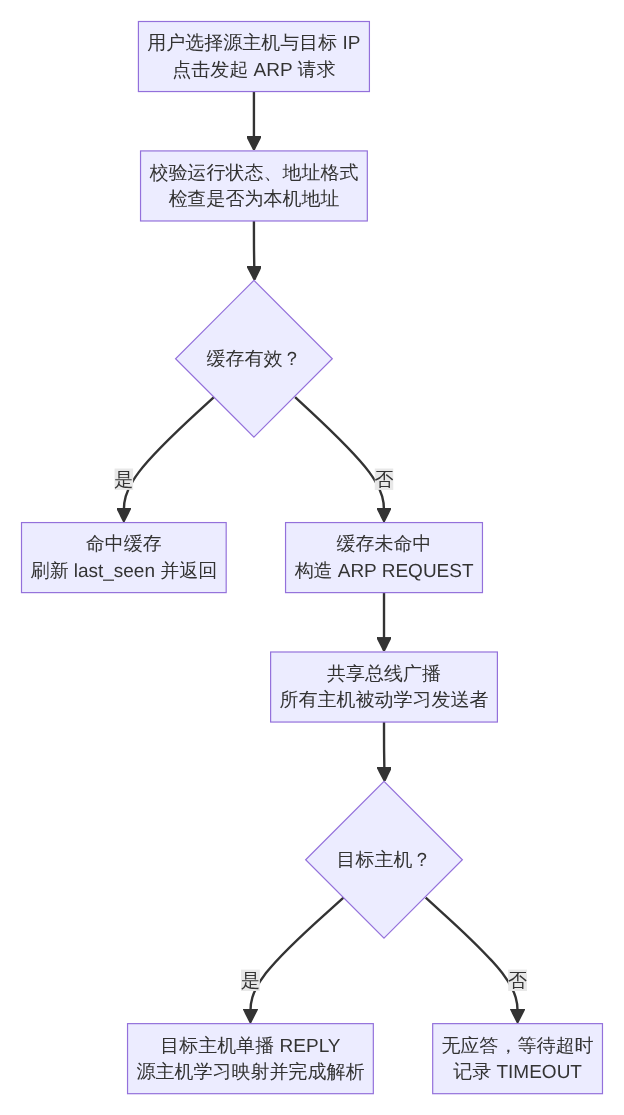 用户选择源主机与目标 IP
点击发起 ARP 请求
校验运行状态、地址格式
检查是否为本机地址
缓存有效？
是
否
命中缓存
刷新 last_seen 并返回
缓存未命中
构造 ARP REQUEST
共享总线广播
所有主机被动学习发送者
目标主机？
是
否
目标主机单播 REPLY
源主机学习映射并完成解析
无应答，等待超时
记录 TIMEOUT